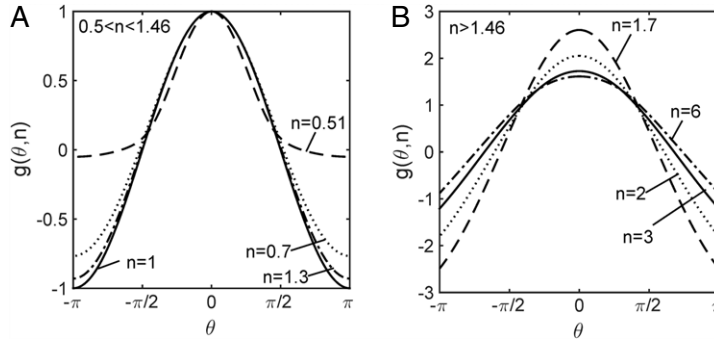 A
0.5<n<1.46
g(θ,n)
1
0.5
0
-0.5
-1
n=0.51
n=0.7
n=1
n=1.3
-π
-π/2
0
π/2
π
θ
B
n>1.46
g(θ,n)
3
2
1
0
-1
-2
-3
n=1.7
n=6
n=2
n=3
-π
-π/2
0
π/2
π
θ